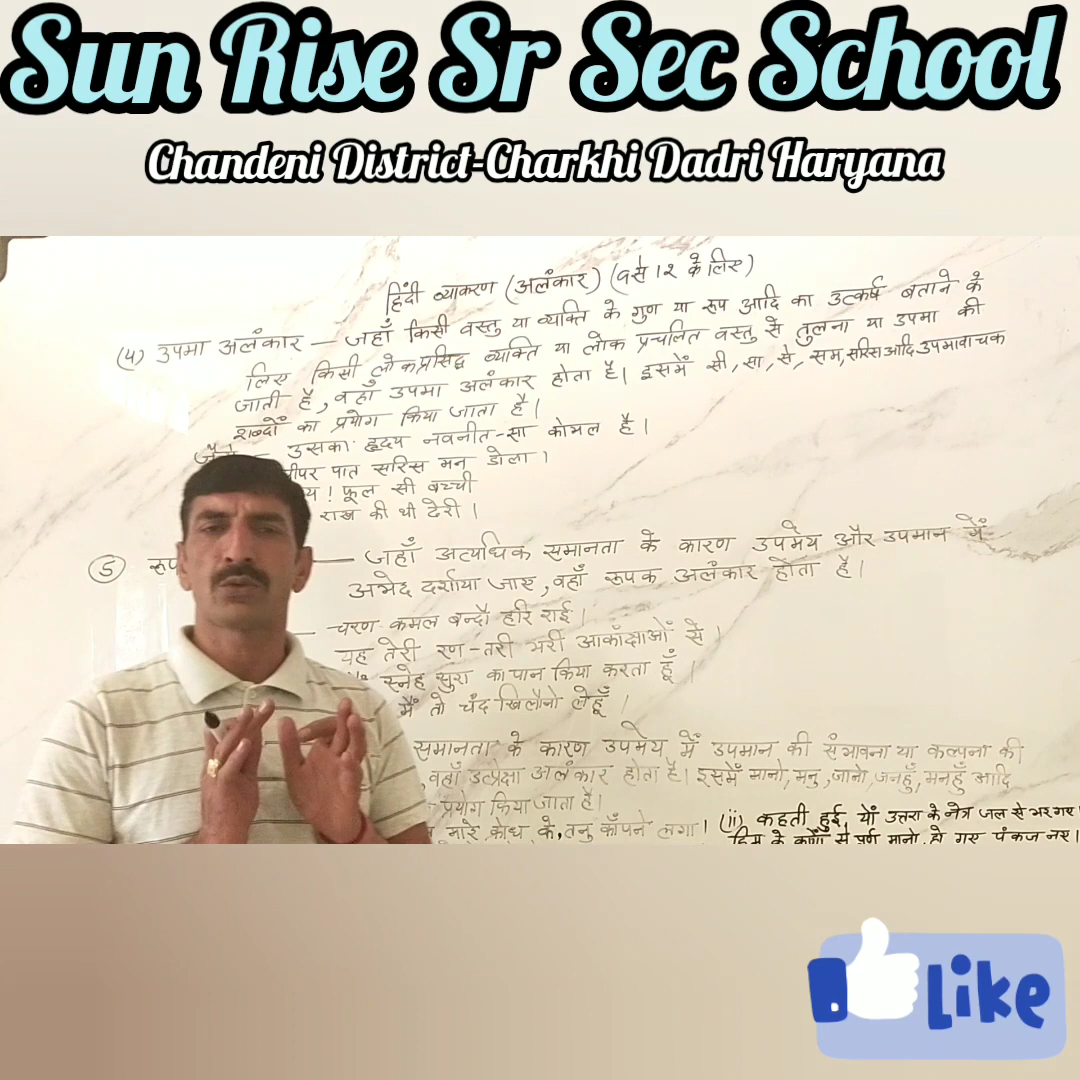 Sun Rise Sr Sec School
Chandeni District-Charkhi Dadri Haryana
हिंदी व्याकरण (अलंकार) (9 से 12 के लिए)
(4) उपमा अलंकार — जहाँ किसी वस्तु या व्यक्ति के गुण या रूप आदि का उत्कर्ष बताने के
लिए किसी लोकप्रसिद्ध व्यक्ति या लोक प्रचलित वस्तु से तुलना या उपमा की
जाती है, वहाँ उपमा अलंकार होता है। इसमें सी, सा, से, सम, सरिस आदि उपमावाचक
शब्दों का प्रयोग किया जाता है।
जैसे — उसका हृदय नवनीत-सा कोमल है।
पीपर पात सरिस मन डोला।
! फूल सी बच्ची
राख की थी ढेरी।
(5) — जहाँ अत्यधिक समानता के कारण उपमेय और उपमान में
अभेद दर्शाया जाए, वहाँ रूपक अलंकार होता है।
— चरण कमल बन्दौ हरि राई।
यह तेरी रण-तरी भरी आकाँक्षाओं से।
स्नेह सुरा का पान किया करता हूँ।
मैं तो चंद खिलौनो लेहूँ।
समानता के कारण उपमेय में उपमान की संभावना या कल्पना की
, वहाँ उत्प्रेक्षा अलंकार होता है। इसमें मानो, मनु, जानो, जनहुँ, मनहुँ आदि
प्रयोग किया जाता है।
मारे क्रोध के, तनु काँपने लगा। (ii) कहती हुई, यों उत्तरा के नेत्र जल से भर गए।
हिम के कणों से पूर्ण मानो, हो गए पंकज नए।
Like